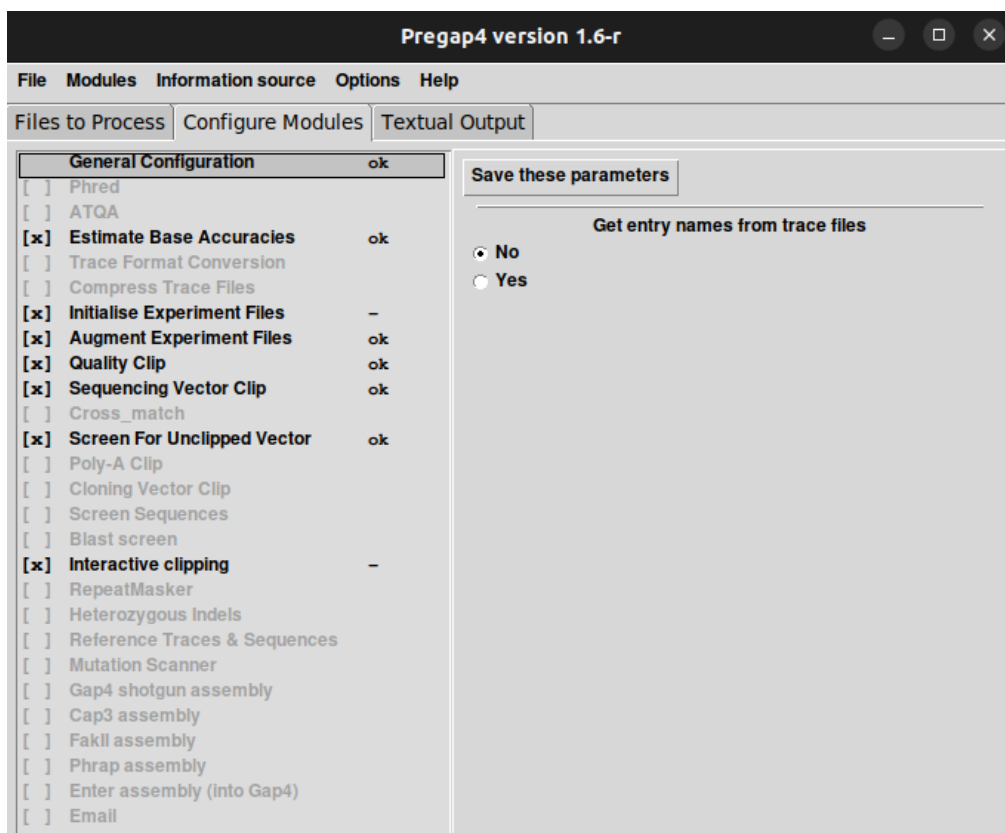 Pregap4 version 1.6-r
File Modules Information source Options Help
Files to Process Configure Modules Textual Output
General Configuration ok
[ ] Phred
[ ] ATQA
[x] Estimate Base Accuracies ok
[ ] Trace Format Conversion
[ ] Compress Trace Files
[x] Initialise Experiment Files –
[x] Augment Experiment Files ok
[x] Quality Clip ok
[x] Sequencing Vector Clip ok
[ ] Cross_match
[x] Screen For Unclipped Vector ok
[ ] Poly-A Clip
[ ] Cloning Vector Clip
[ ] Screen Sequences
[ ] Blast screen
[x] Interactive clipping –
[ ] RepeatMasker
[ ] Heterozygous Indels
[ ] Reference Traces & Sequences
[ ] Mutation Scanner
[ ] Gap4 shotgun assembly
[ ] Cap3 assembly
[ ] FakII assembly
[ ] Phrap assembly
[ ] Enter assembly (into Gap4)
[ ] Email
Save these parameters
Get entry names from trace files
No
Yes